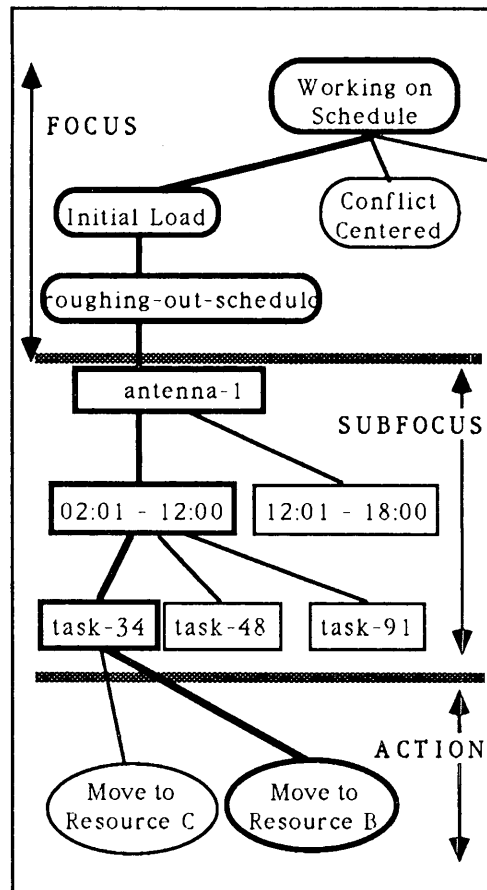 Working on
Schedule
FOCUS
Initial Load
Conflict
Centered
roughing-out-schedul
antenna-1
SUBFOCUS
02:01 - 12:00
12:01 - 18:00
task-34
task-48
task-91
ACTION
Move to
Resource C
Move to
Resource B